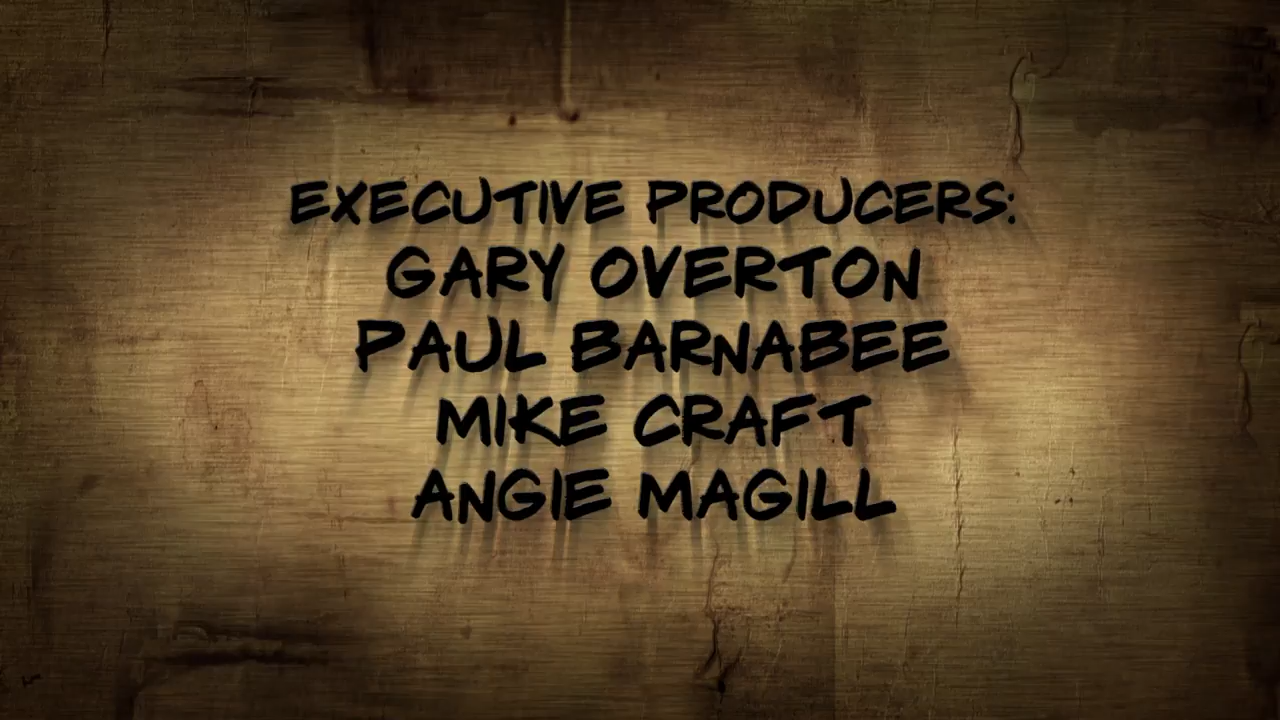 EXECUTIVE PRODUCERS:
GARY OVERTON
PAUL BARNABEE
MIKE CRAFT
ANGIE MAGILL